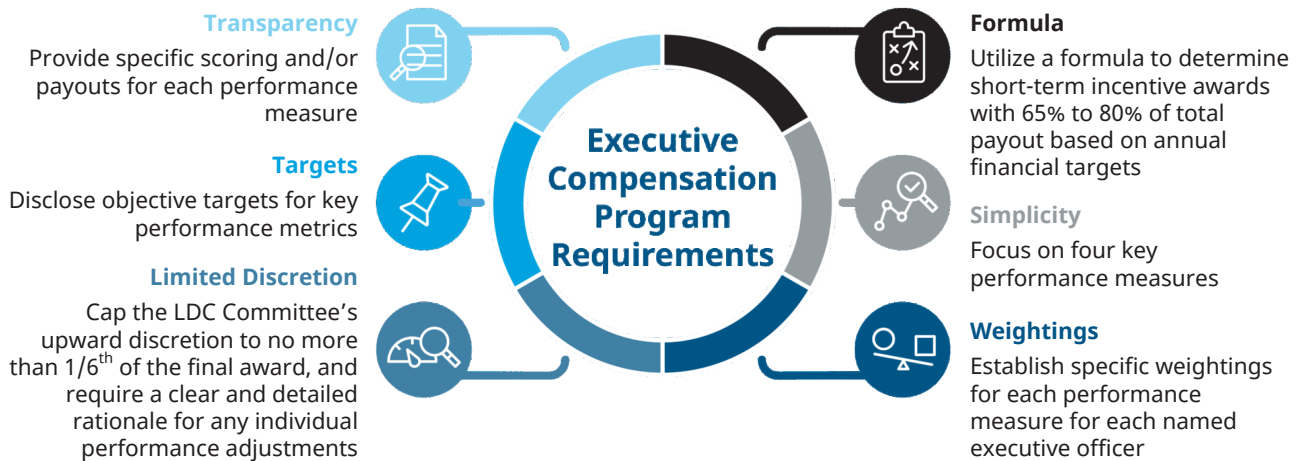 Transparency
Provide specific scoring and/or
payouts for each performance
measure
Targets
Disclose objective targets for key
performance metrics
Limited Discretion
Cap the LDC Committee’s
upward discretion to no more
than 1/6th of the final award, and
require a clear and detailed
rationale for any individual
performance adjustments
Executive
Compensation
Program
Requirements
Formula
Utilize a formula to determine
short-term incentive awards
with 65% to 80% of total
payout based on annual
financial targets
Simplicity
Focus on four key
performance measures
Weightings
Establish specific weightings
for each performance
measure for each named
executive officer